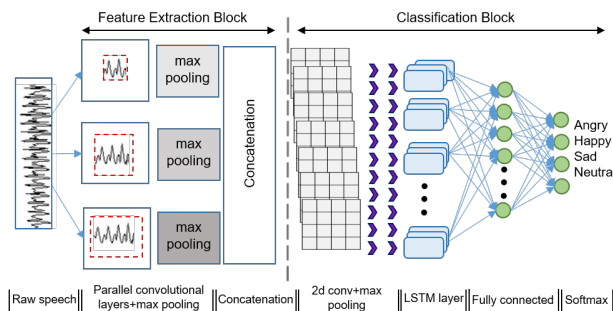 Feature Extraction Block
Classification Block
max
pooling
max
pooling
max
pooling
Concatenation
Angry
Happy
Sad
Neutra
Raw speech
Parallel convolutional
layers+max pooling
Concatenation
2d conv+max
pooling
LSTM layer
Fully connected
Softmax